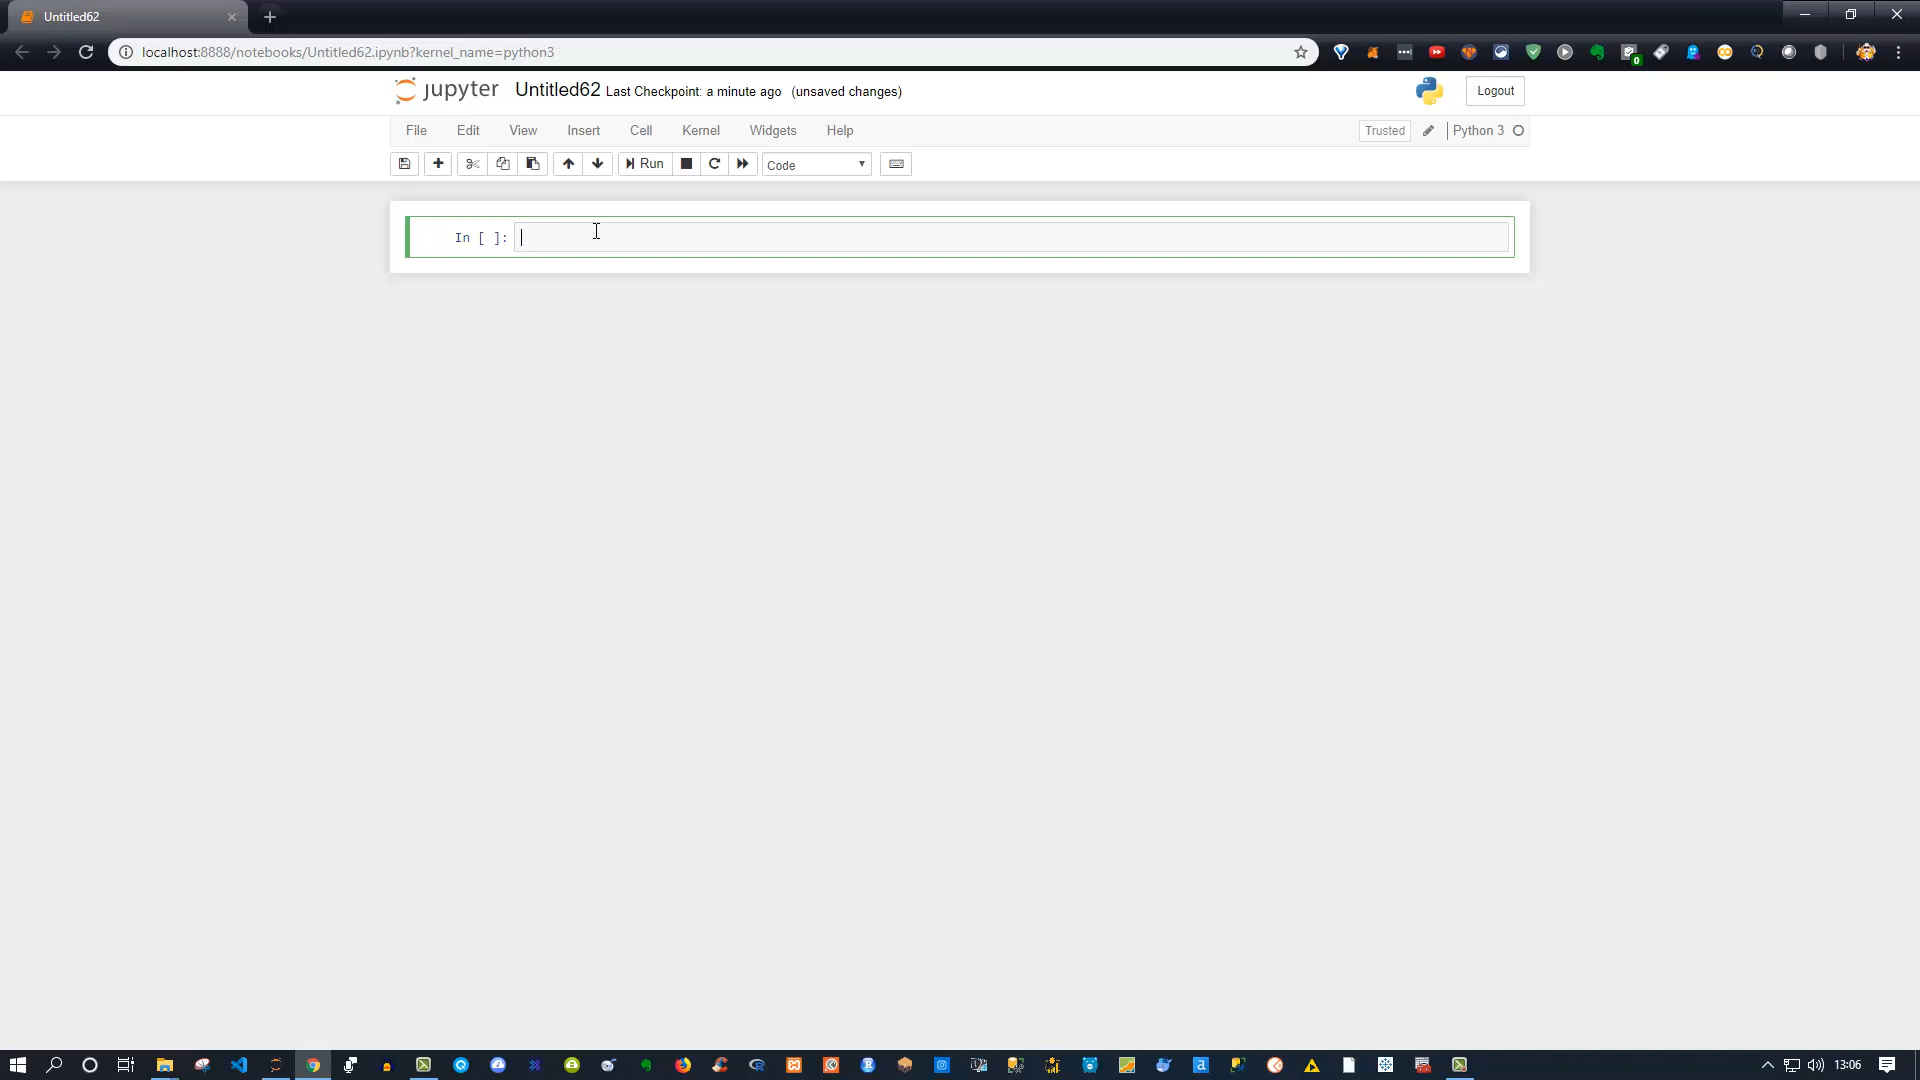 Untitled62
localhost:8888/notebooks/Untitled62.ipynb?kernel_name=python3
0
jupyter Untitled62 Last Checkpoint: a minute ago (unsaved changes)
Logout
File Edit View Insert Cell Kernel Widgets Help
Trusted
Python 3
Run
Code
In [ ]:
13:06